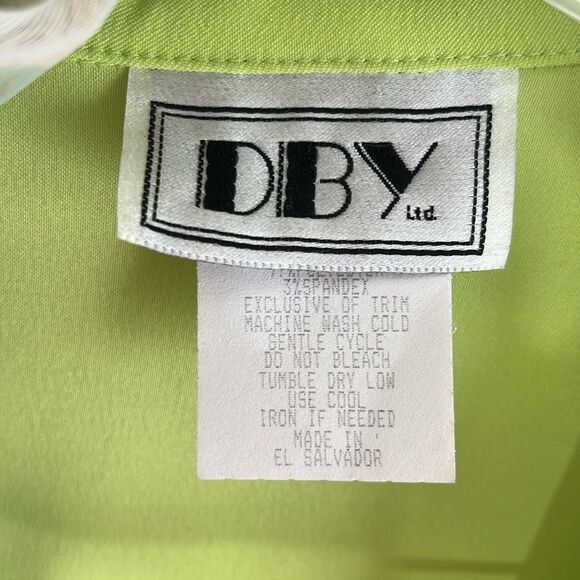 DBY
Ltd.
3%SPANDEX
EXCLUSIVE OF TRIM
MACHINE WASH COLD
GENTLE CYCLE
DO NOT BLEACH
TUMBLE DRY LOW
USE COOL
IRON IF NEEDED
MADE IN
EL SALVADOR